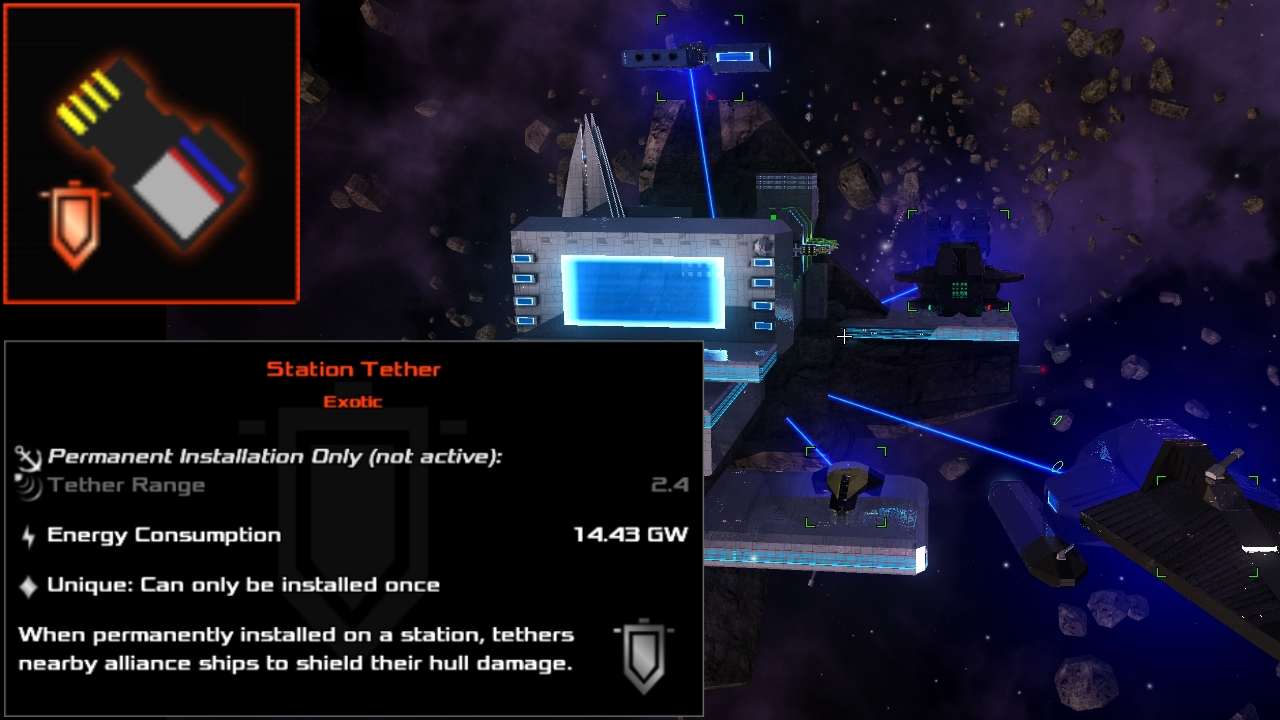 Station Tether
Exotic
Permanent Installation Only (not active):
Tether Range 2.4
Energy Consumption 14.43 GW
Unique: Can only be installed once
When permanently installed on a station, tethers
nearby alliance ships to shield their hull damage.